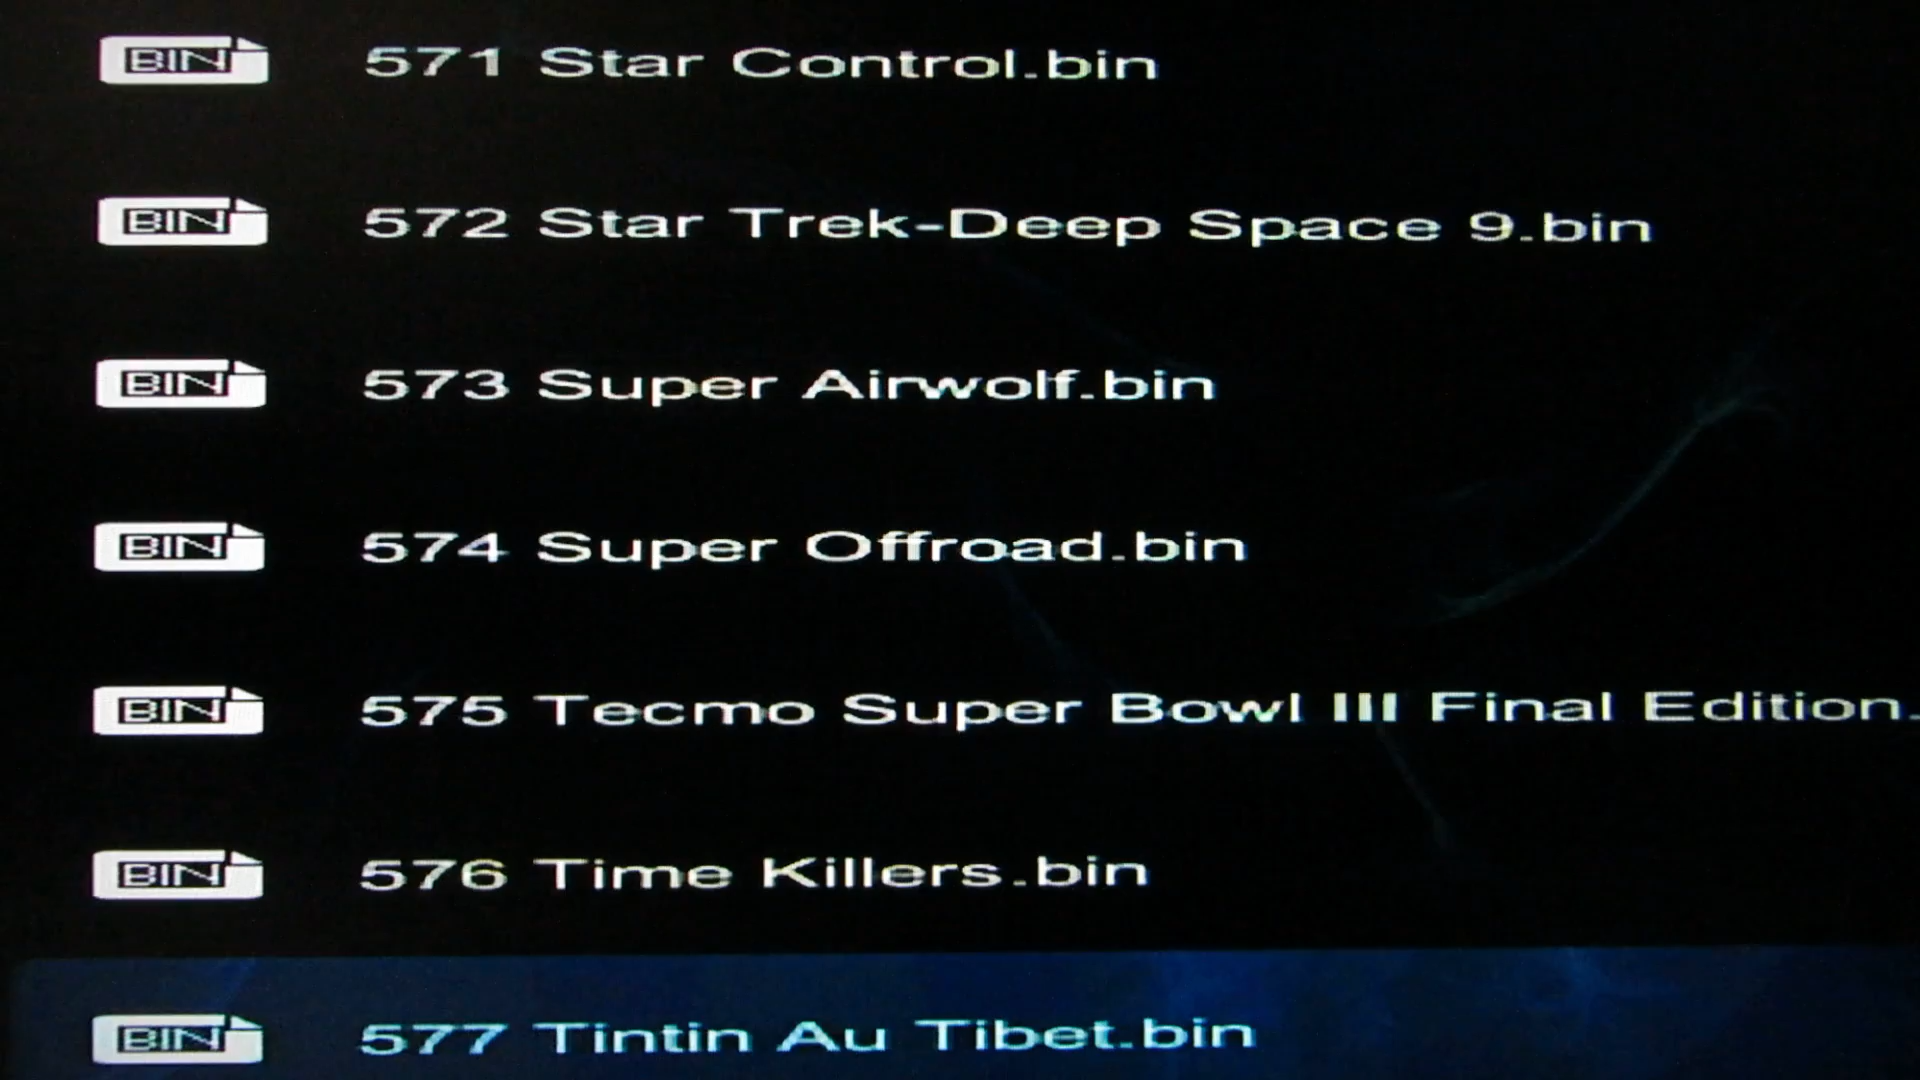 BIN 571 Star Control.bin
BIN 572 Star Trek-Deep Space 9.bin
BIN 573 Super Airwolf.bin
BIN 574 Super Offroad.bin
BIN 575 Tecmo Super Bowl III Final Edition.
BIN 576 Time Killers.bin
BIN 577 Tintin Au Tibet.bin